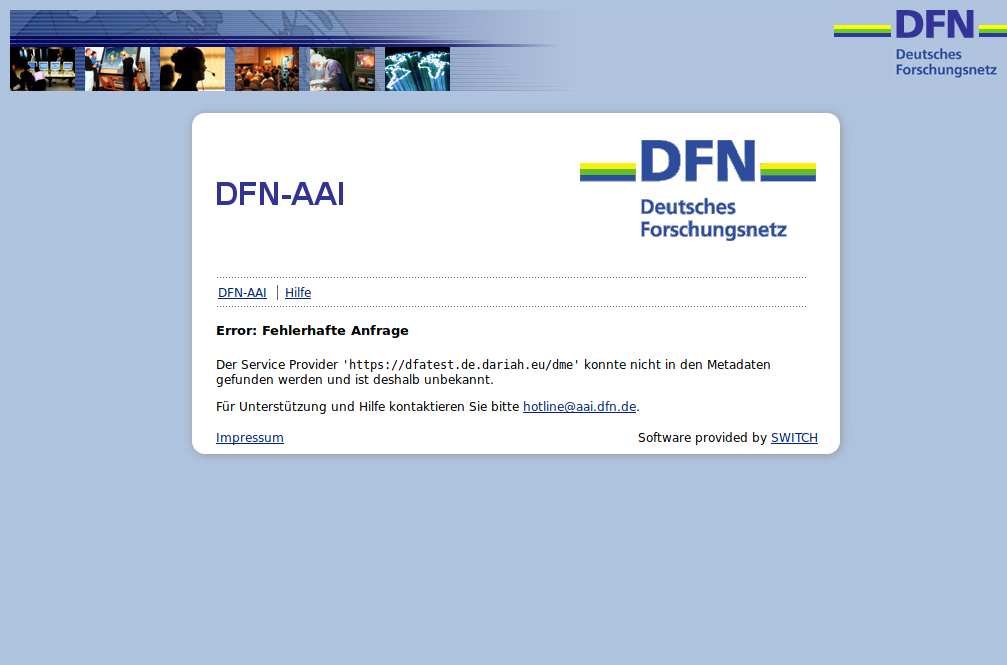 DFN
Deutsches
Forschungsnetz
DFN-AAI
DFN
Deutsches
Forschungsnetz
DFN-AAI | Hilfe
Error: Fehlerhafte Anfrage
Der Service Provider 'https://dfatest.de.dariah.eu/dme' konnte nicht in den Metadaten
gefunden werden und ist deshalb unbekannt.
Für Unterstützung und Hilfe kontaktieren Sie bitte hotline@aai.dfn.de.
Impressum
Software provided by SWITCH